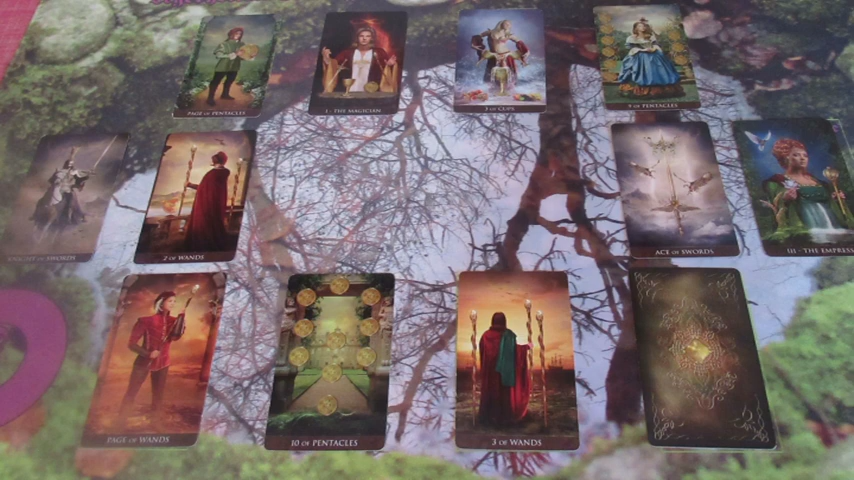 PAGE OF PENTACLES
I - THE MAGICIAN
3 OF CUPS
9 OF PENTACLES
KNIGHT OF SWORDS
2 OF WANDS
ACE OF SWORDS
III - THE EMPRESS
PAGE OF WANDS
10 OF PENTACLES
3 OF WANDS